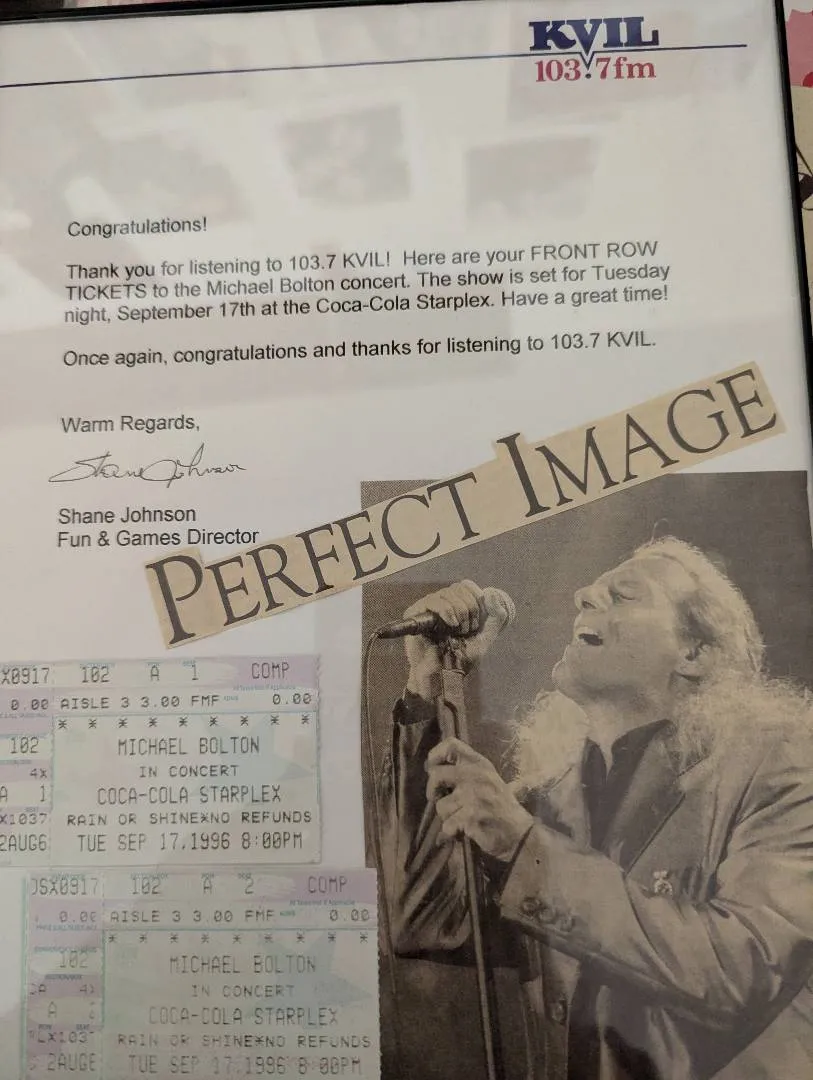 KVIL
103.7fm
Congratulations!
Thank you for listening to 103.7 KVIL! Here are your FRONT ROW
TICKETS to the Michael Bolton concert. The show is set for Tuesday
night, September 17th at the Coca-Cola Starplex. Have a great time!
Once again, congratulations and thanks for listening to 103.7 KVIL.
Warm Regards,
Shane Johnson
Shane Johnson
Fun & Games Director
PERFECT IMAGE
X0917 102 A 1 COMP
0.00 AISLE 3 3.00 FMF 0.00
* * * * * * * * *
102 MICHAEL BOLTON
4X IN CONCERT
A 1 COCA-COLA STARPLEX
X1037 RAIN OR SHINE*NO REFUNDS
2AUG6 TUE SEP 17,1996 8:00PM
DSX0917 102 A 2 COMP
0.00 AISLE 3 3.00 FMF 0.00
* * * * * * * * *
102 MICHAEL BOLTON
IN CONCERT
A 2 COCA-COLA STARPLEX
RAIN OR SHINE*NO REFUNDS
2AUG6 TUE SEP 17,1996 8:00PM